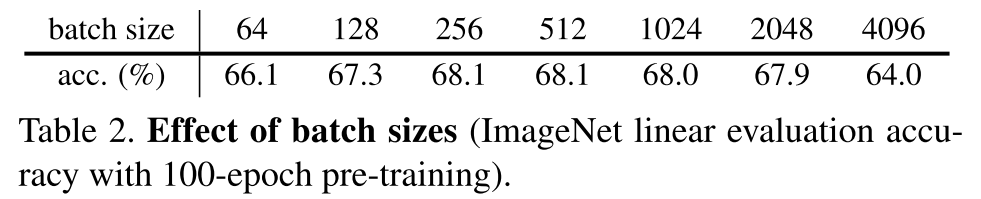 batch size 64 128 256 512 1024 2048 4096
acc. (%) 66.1 67.3 68.1 68.1 68.0 67.9 64.0
Table 2. Effect of batch sizes (ImageNet linear evaluation accu-
racy with 100-epoch pre-training).